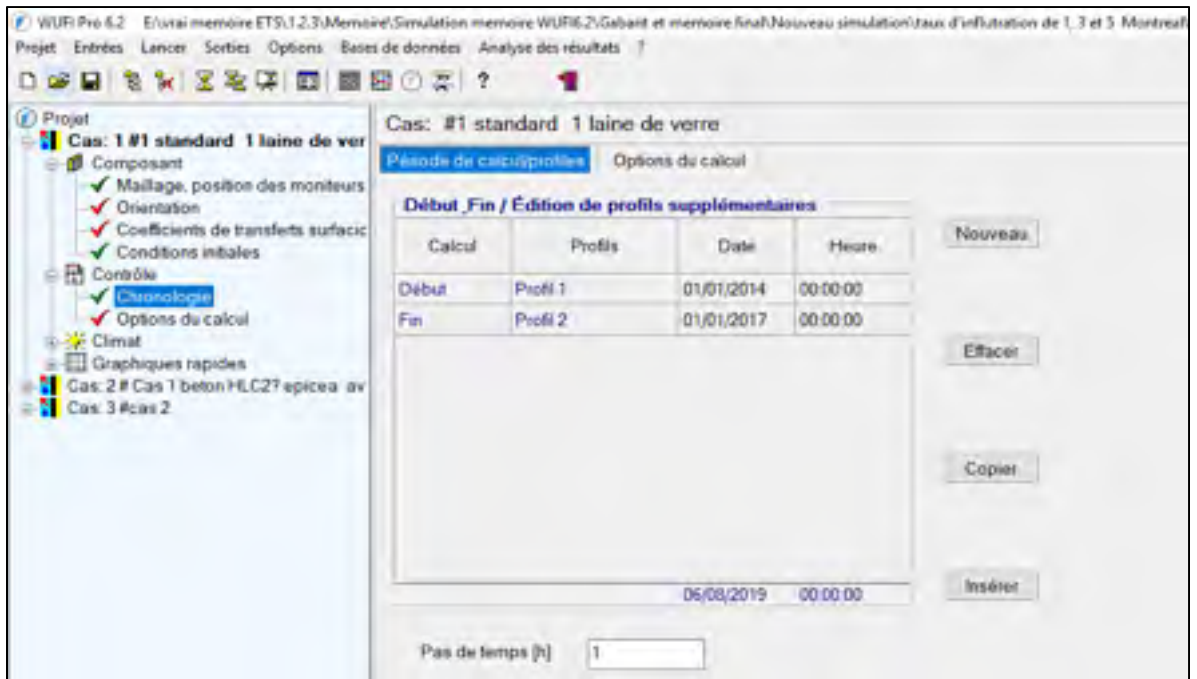 WUFI Pro 6.2 E:\vrai memoire ETS\1.2.3\Memoire\Simulation memoire WUFI6.2\Gabarit et memoire final\Nouveau simulation\taux d'influtration de 1, 3 et 5 Montreal\
Projet Entrées Lancer Sorties Options Bases de données Analyse des résultats ?
Projet
Cas: 1 #1 standard 1 laine de ver
Composant
Maillage, position des moniteurs
Orientation
Coefficients de transferts surfacic
Conditions initiales
Contrôle
Chronologie
Options du calcul
Climat
Graphiques rapides
Cas: 2 # Cas 1 beton HLC27 epicea av
Cas: 3 #cas 2
Cas: #1 standard 1 laine de verre
Période de calcul/profiles Options du calcul
Début ,Fin / Édition de profils supplémentaires
Calcul Profils Date Heure
Début Profil 1 01/01/2014 00:00:00
Fin Profil 2 01/01/2017 00:00:00
06/08/2019 00:00:00
Nouveau
Effacer
Copier
Insérer
Pas de temps [h] 1